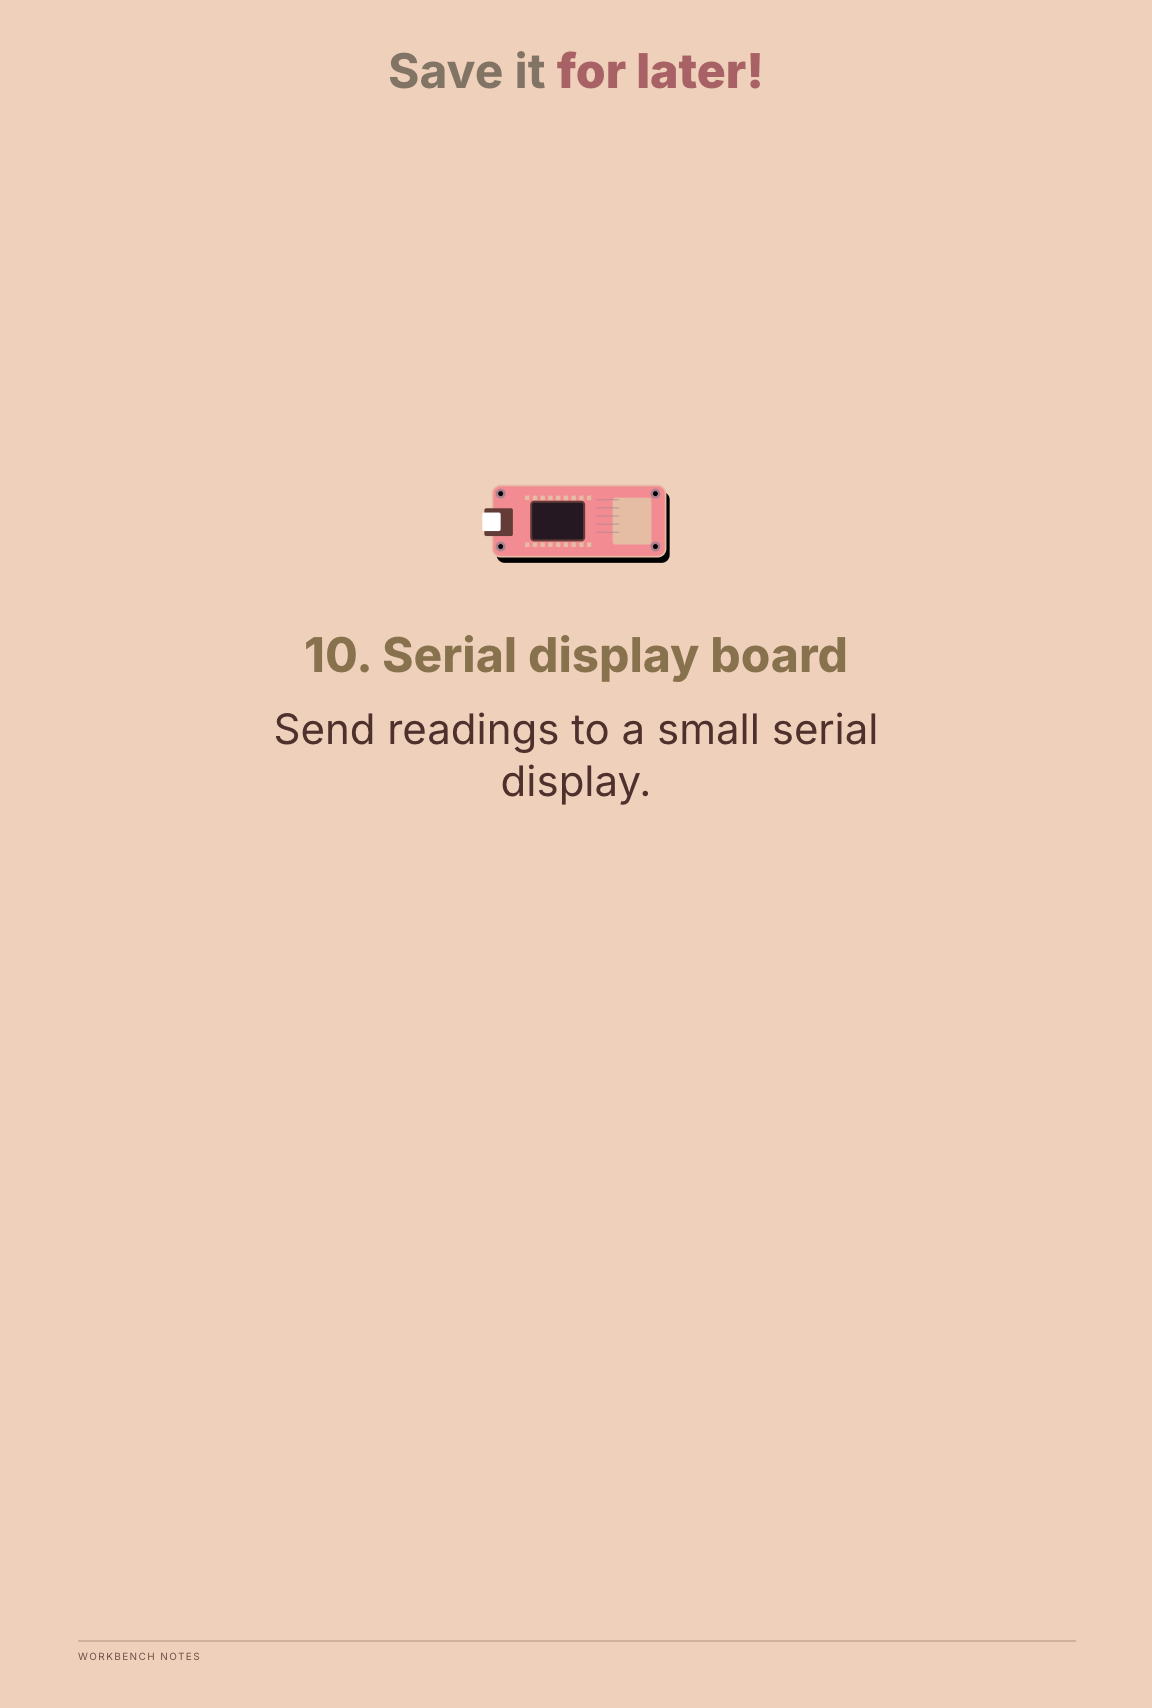 Save it for later!
10. Serial display board
Send readings to a small serial
display.
WORKBENCH NOTES